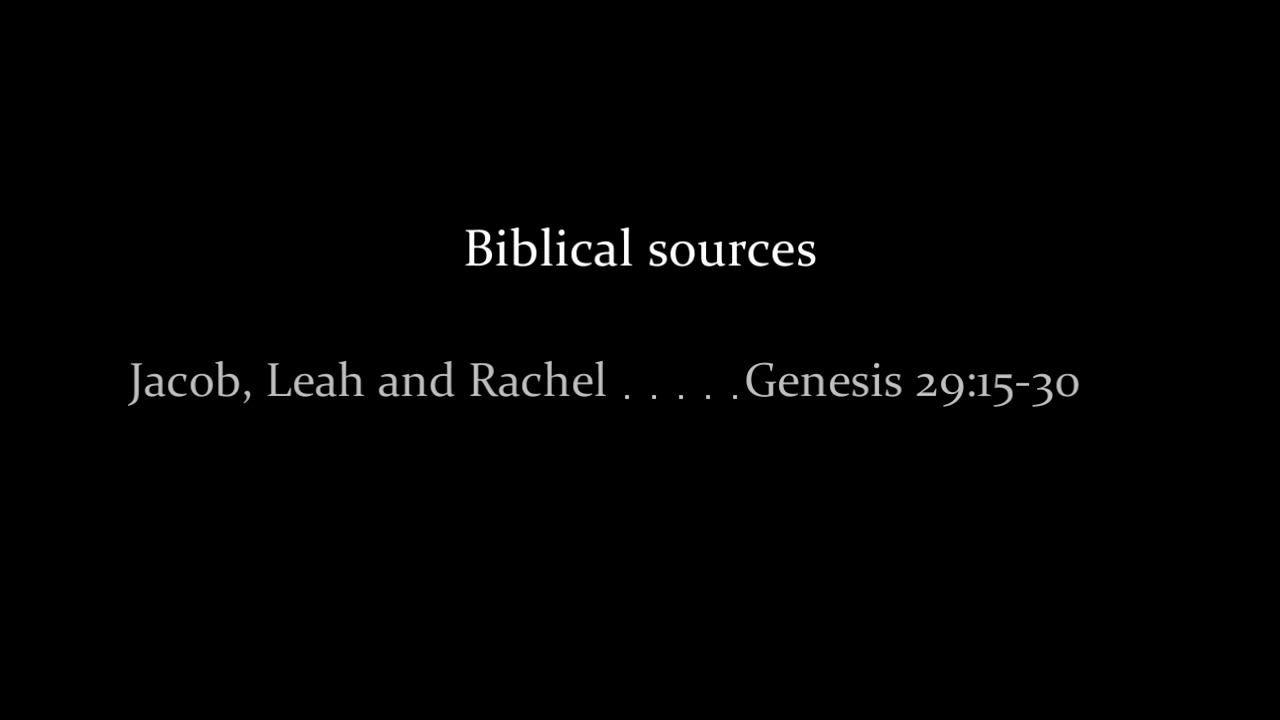 Biblical sources
Jacob, Leah and Rachel . . . . .Genesis 29:15-30